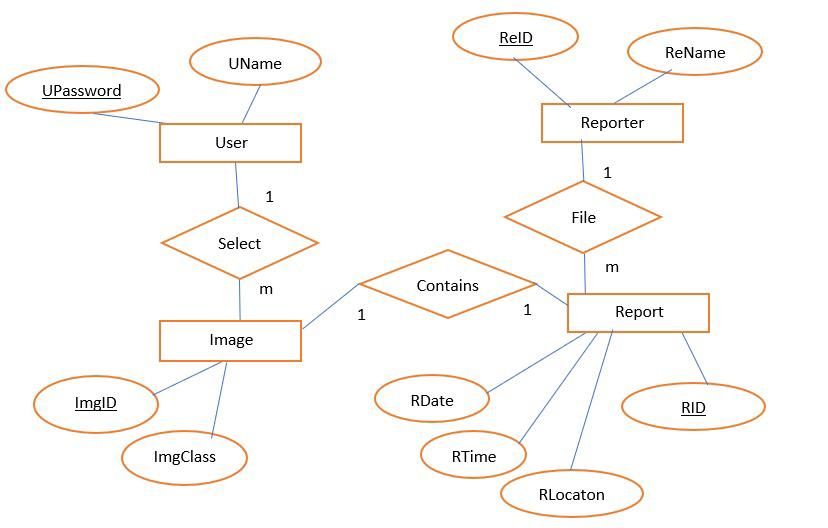 ReID
UName
ReName
UPassword
Reporter
User
1
1
File
Select
m
m
Contains
1
1
Report
Image
RDate
ImgID
RID
ImgClass
RTime
RLocaton